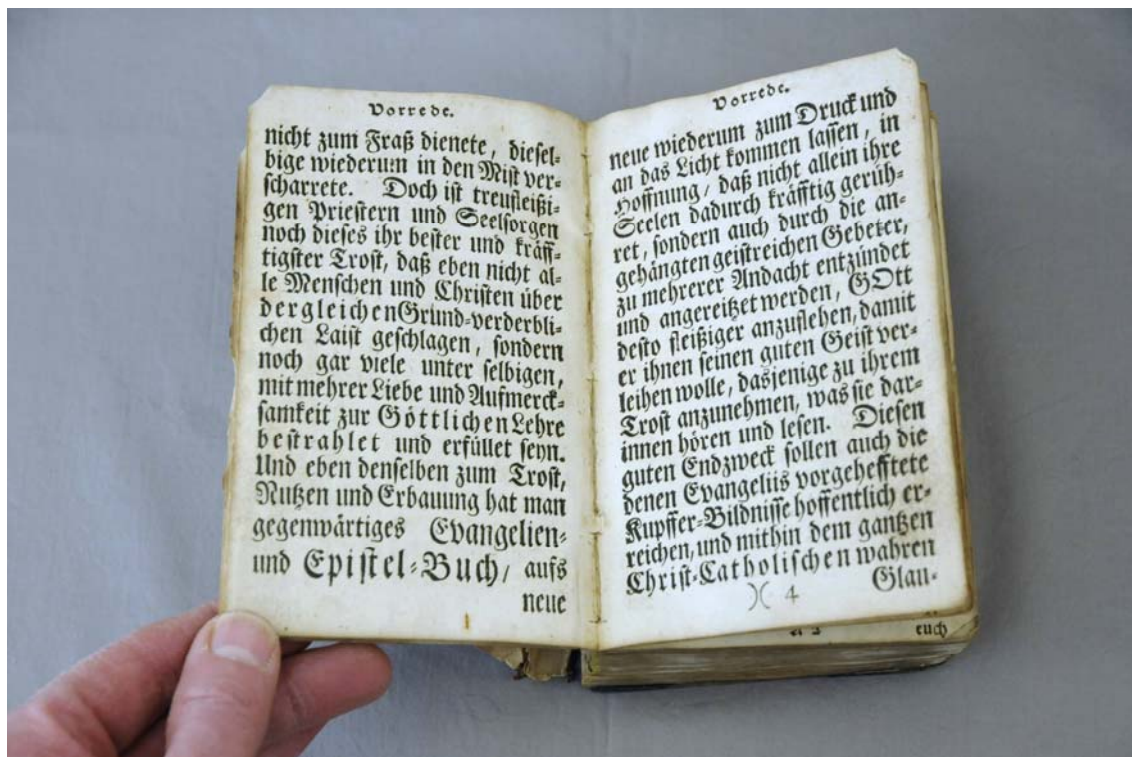 Vorrede.
nicht zum Fraß dienete, diesel=
bige wiederum in den Mist ver=
scharrete. Doch ist treufleißi=
gen Priestern und Seelsorgen
noch dieses ihr bester und kräff=
tigster Trost, daß eben nicht al=
le Menschen und Christen über
dergleichen Grund=verderbli=
chen Laist geschlagen, sondern
noch gar viele unter selbigen,
mit mehrer Liebe und Aufmerck=
samkeit zur Göttlichen Lehre
bestrahlet und erfüllet seyn.
Und eben denselben zum Trost,
Nutzen und Erbauung hat man
gegenwärtiges Evangelien=
und Epistel=Buch, aufs
neue
Vorrede.
neue wiederum zum Druck und
an das Licht kommen lassen, in
Hoffnung, daß nicht allein ihre
Seelen dadurch kräfftig gerüh=
ret, sondern auch durch die an=
gehängten geistreichen Gebeter,
zu mehrerer Andacht entzündet
und angereitzet werden, GOtt
desto fleißiger anzuflehen, damit
er ihnen seinen guten Geist ver=
leihen wolle, dasjenige zu ihrem
Trost anzunehmen, was sie dar=
innen hören und lesen. Diesen
guten Endzweck sollen auch die
denen Evangeliis vorgehefftete
Kupffer=Bildnisse hoffentlich er=
reichen, und mithin dem gantzen
Christ=Catholischen wahren
)( 4 Glau=
euch